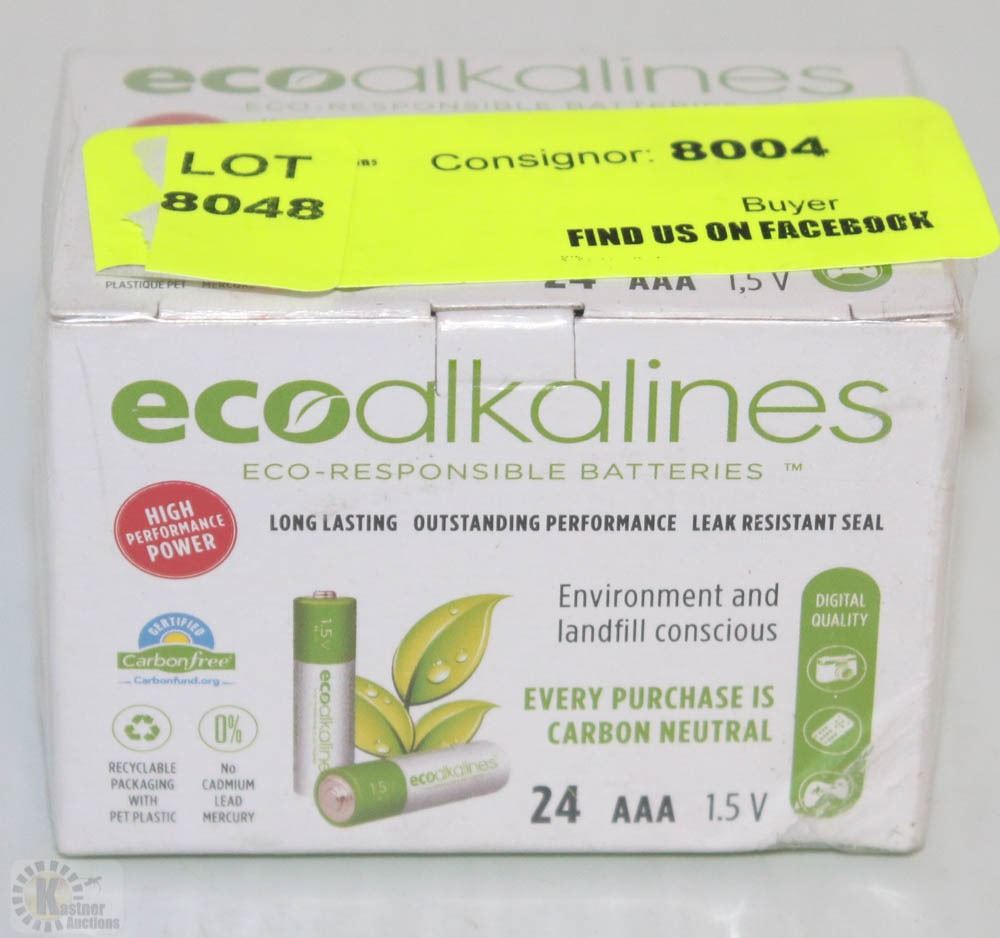 ecoalkalines
ECO-RESPONSIBLE BATTERIES
LOT
8048
Consignor: 8004
Buyer
FIND US ON FACEBOOK
PLASTIQUE PET
24 AAA 1,5 V
ecoalkalines
ECO-RESPONSIBLE BATTERIES ™
HIGH
PERFORMANCE
POWER
LONG LASTING OUTSTANDING PERFORMANCE LEAK RESISTANT SEAL
Environment and
landfill conscious
DIGITAL
QUALITY
CERTIFIED
Carbonfree®
Carbonfund.org
EVERY PURCHASE IS
CARBON NEUTRAL
1.5 V
ecoalkalines
1.5
ecoalkalines
0%
RECYCLABLE
PACKAGING
WITH
PET PLASTIC
No
CADMIUM
LEAD
MERCURY
24 AAA 1.5 V
Kastner
Auctions